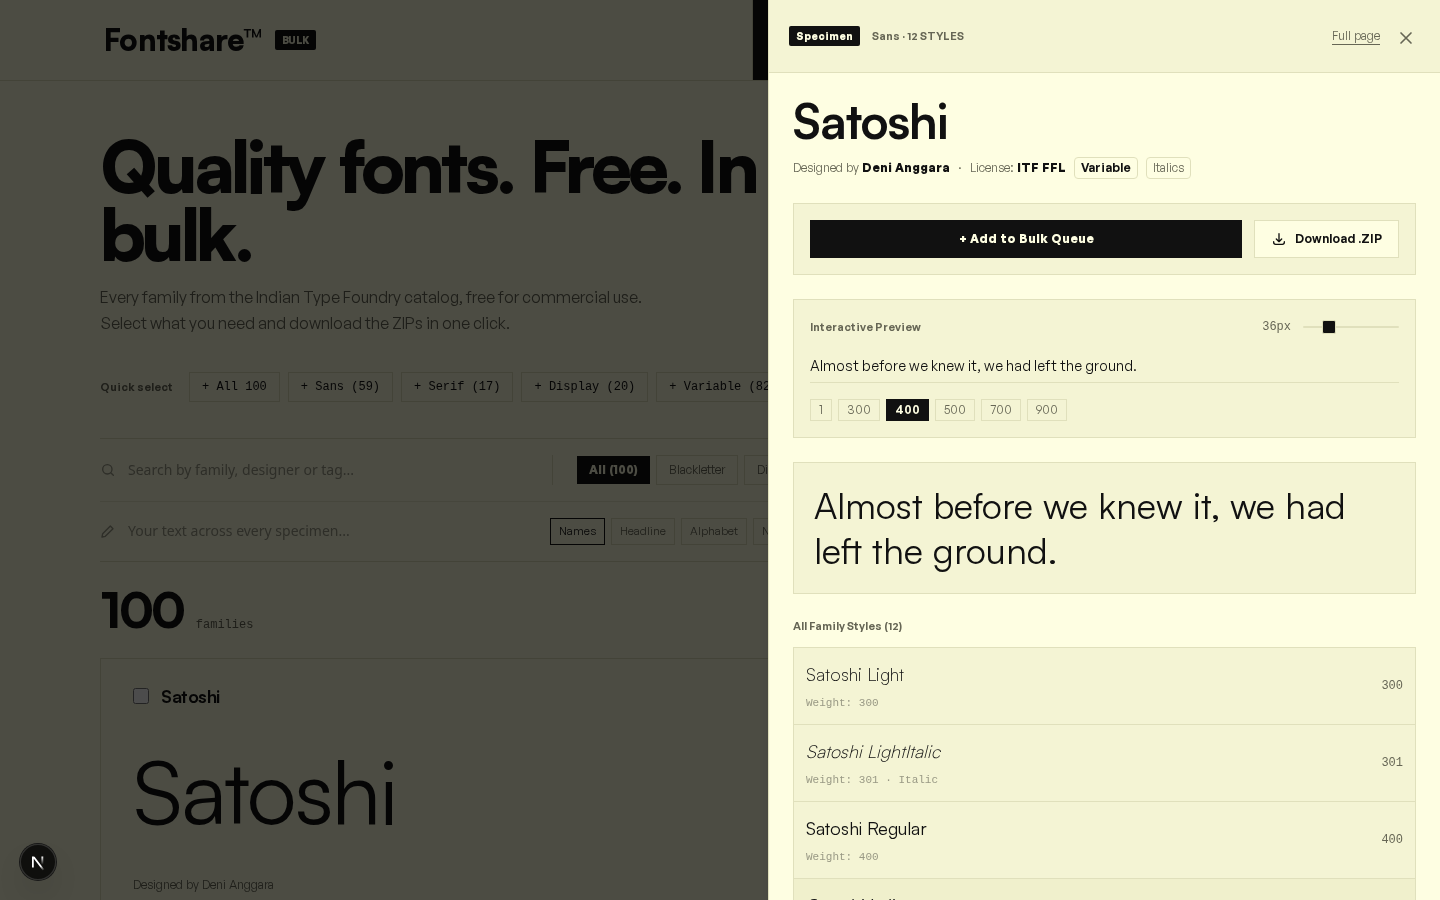 Fontshare™ BULK
Quality fonts. Free. In
bulk.
Every family from the Indian Type Foundry catalog, free for commercial use.
Select what you need and download the ZIPs in one click.
Quick select + All 100 + Sans (59) + Serif (17) + Display (20) + Variable (82
Search by family, designer or tag...
All (100) Blackletter Di
Your text across every specimen...
Names Headline Alphabet N
100 families
Satoshi
Satoshi
Designed by Deni Anggara
N
Specimen Sans · 12 STYLES Full page
Satoshi
Designed by Deni Anggara · License: ITF FFL Variable Italics
+ Add to Bulk Queue Download .ZIP
Interactive Preview 36px
Almost before we knew it, we had left the ground.
1 300 400 500 700 900
Almost before we knew it, we had
left the ground.
All Family Styles (12)
Satoshi Light
Weight: 300
300
Satoshi LightItalic
Weight: 301 · Italic
301
Satoshi Regular
Weight: 400
400